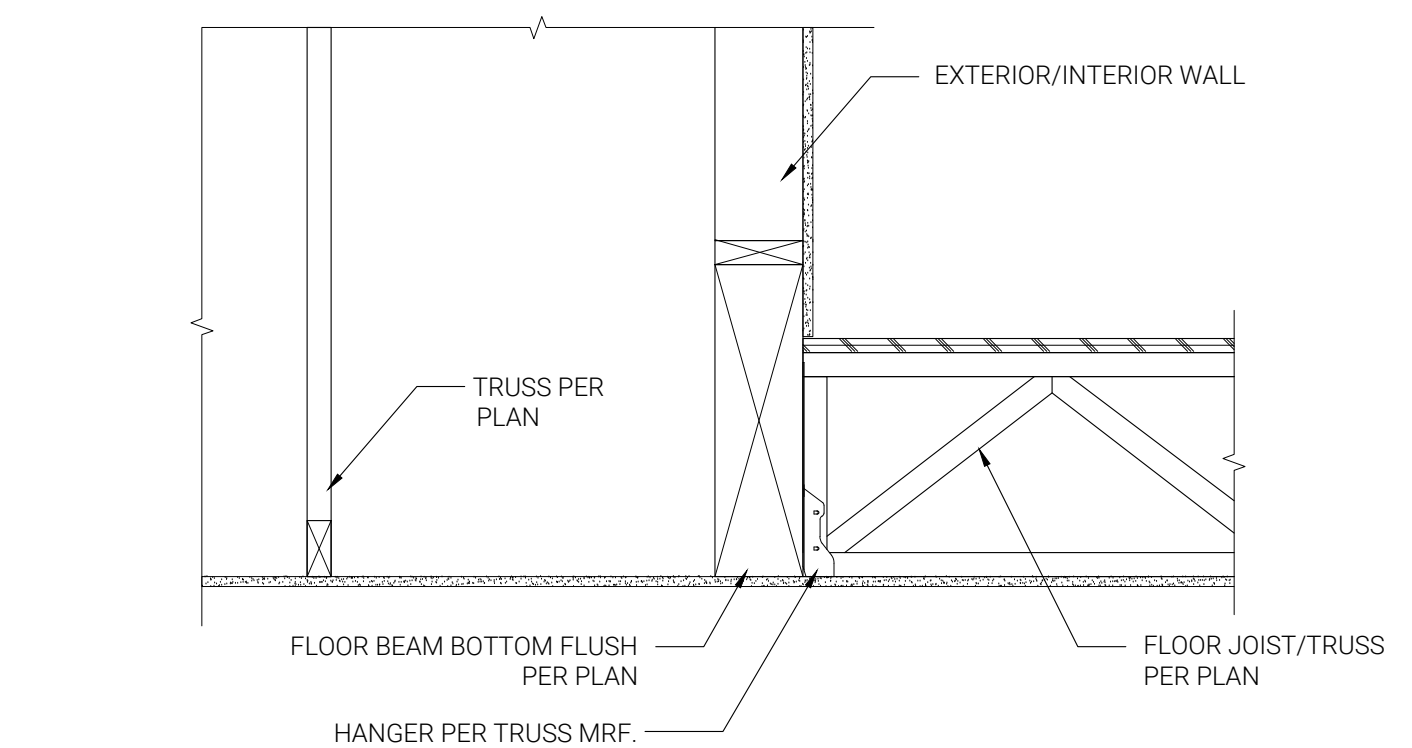 EXTERIOR/INTERIOR WALL
TRUSS PER
PLAN
FLOOR BEAM BOTTOM FLUSH
PER PLAN
HANGER PER TRUSS MRF.
FLOOR JOIST/TRUSS
PER PLAN